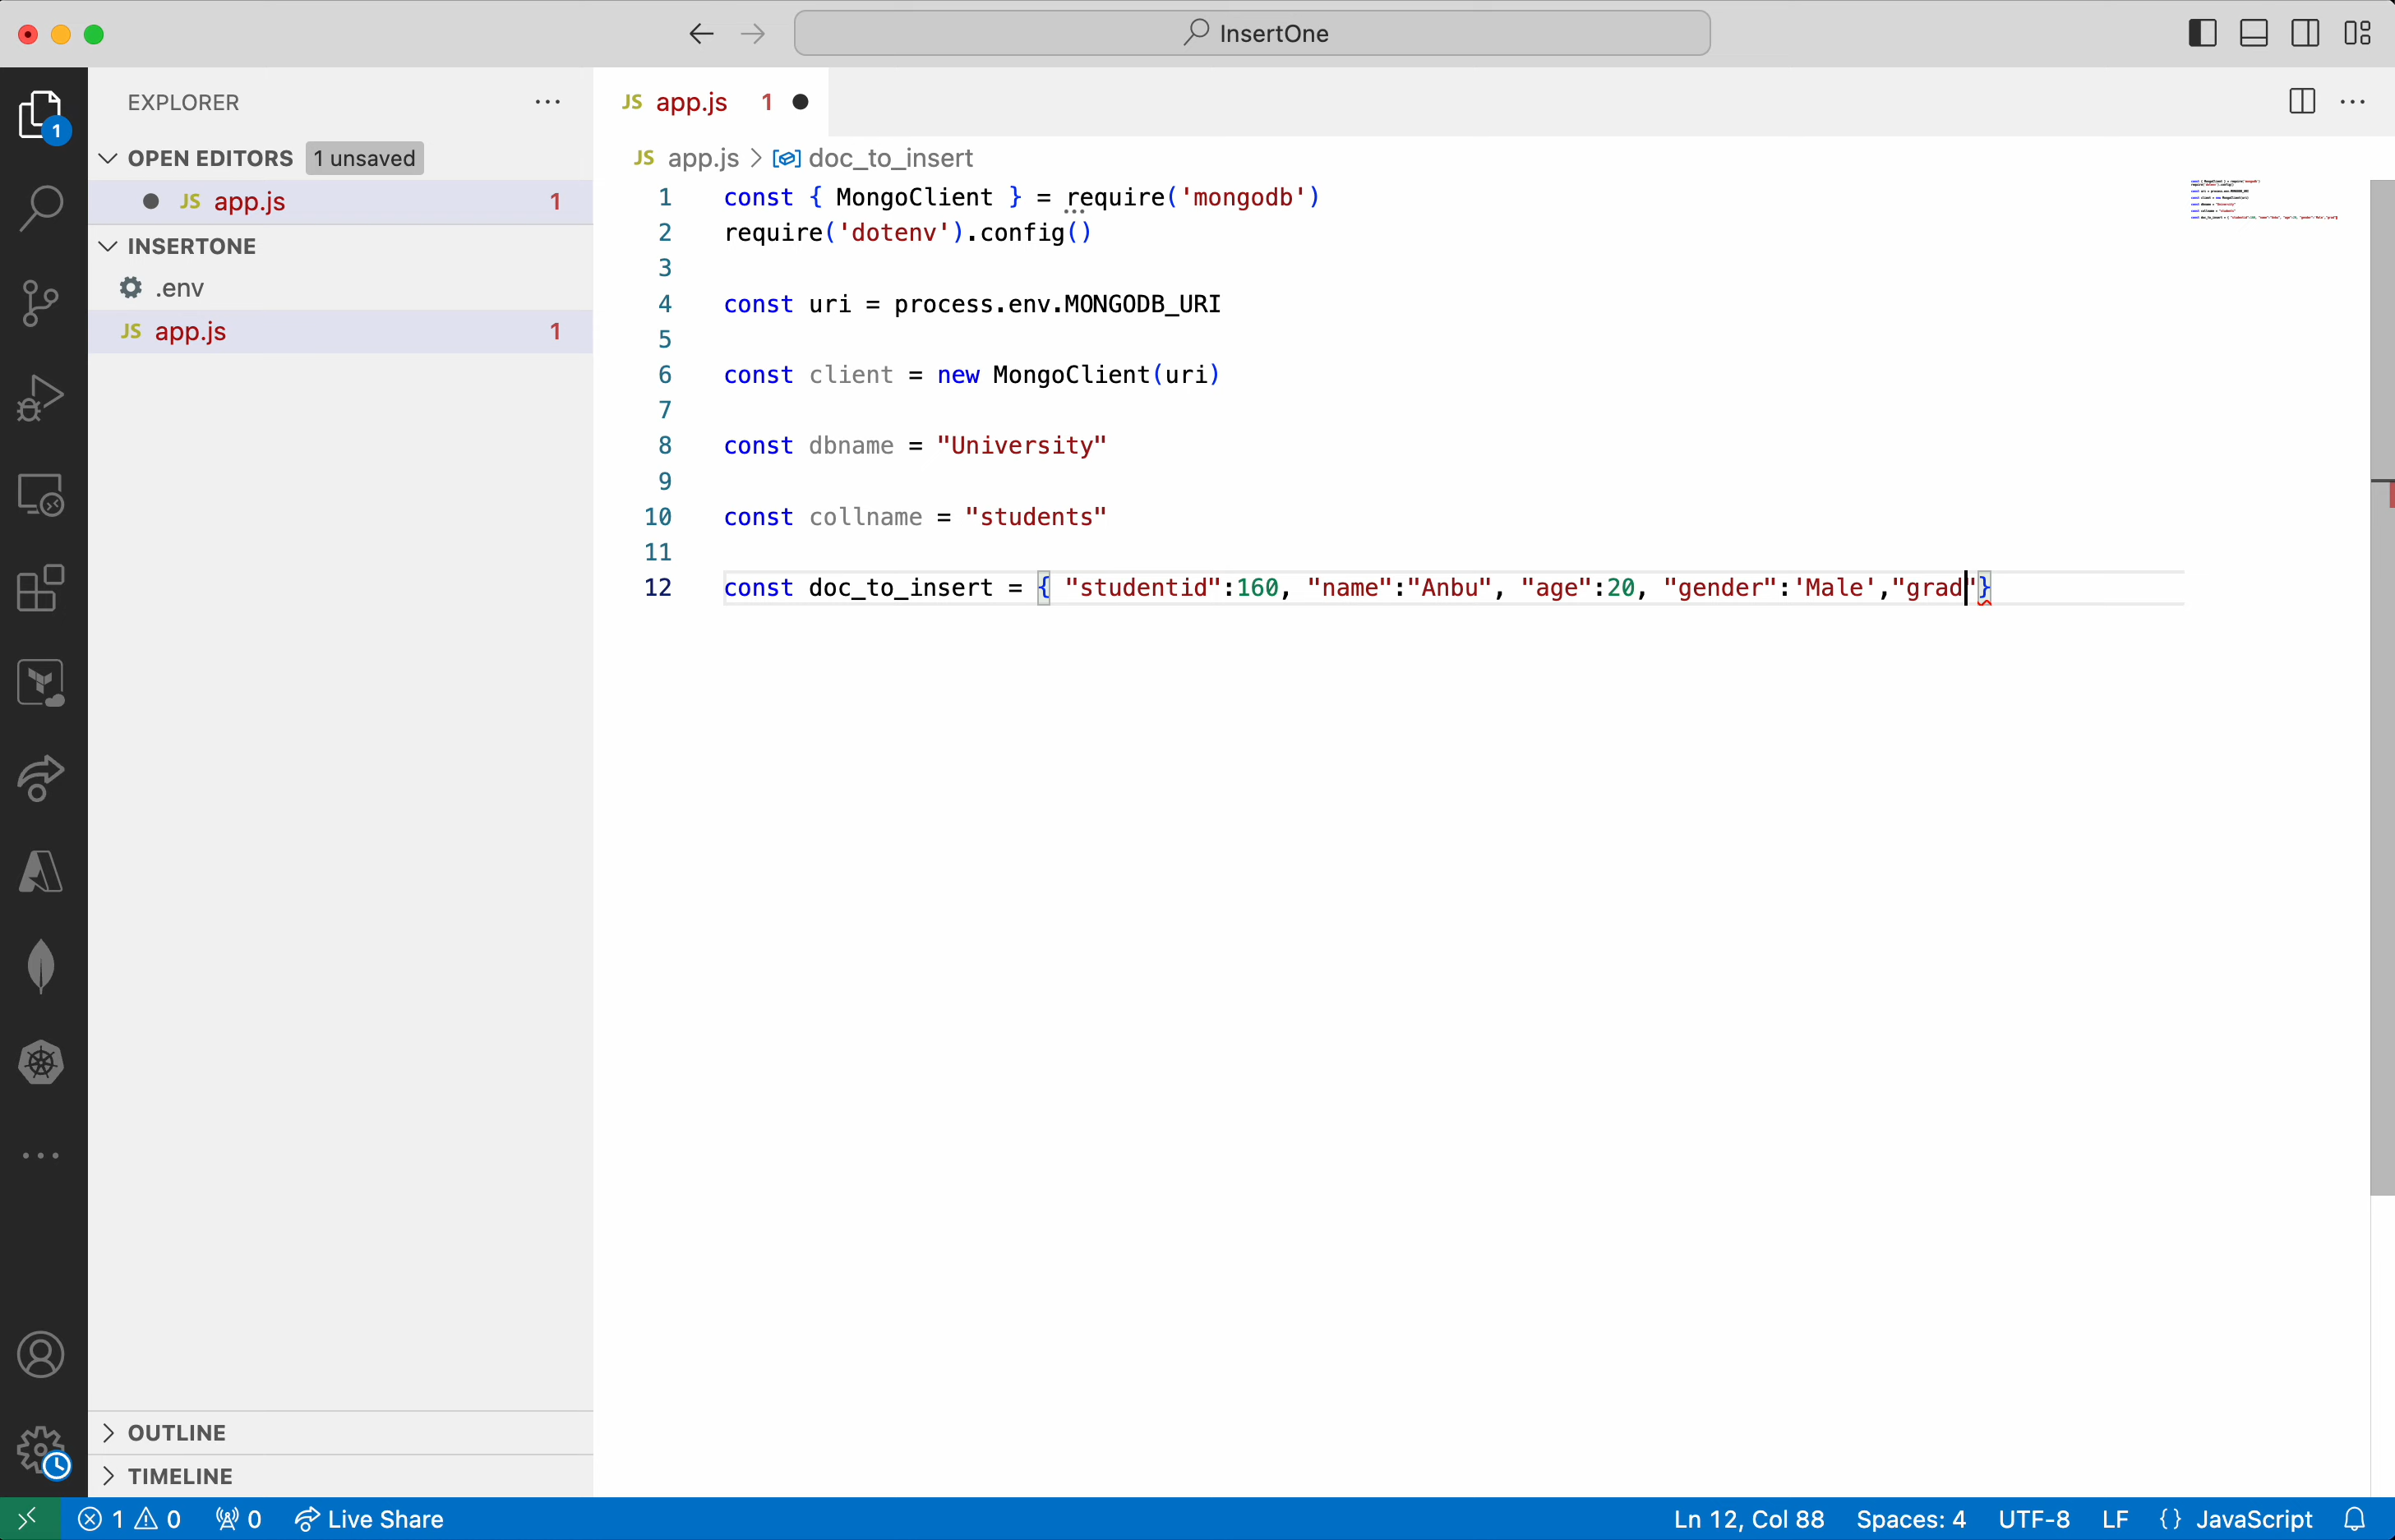 InsertOne
EXPLORER
JS app.js 1
JS app.js > doc_to_insert
OPEN EDITORS 1 unsaved
JS app.js 1
INSERTONE
.env
JS app.js 1
1
1 const { MongoClient } = require('mongodb')
2 require('dotenv').config()
3
4 const uri = process.env.MONGODB_URI
5
6 const client = new MongoClient(uri)
7
8 const dbname = "University"
9
10 const collname = "students"
11
12 const doc_to_insert = { "studentid":160, "name":"Anbu", "age":20, "gender":'Male',"grad"}
OUTLINE
TIMELINE
1 0 0 Live Share Ln 12, Col 88 Spaces: 4 UTF-8 LF {} JavaScript